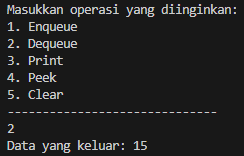 Masukkan operasi yang diinginkan:
1. Enqueue
2. Dequeue
3. Print
4. Peek
5. Clear
----------------------------
2
Data yang keluar: 15